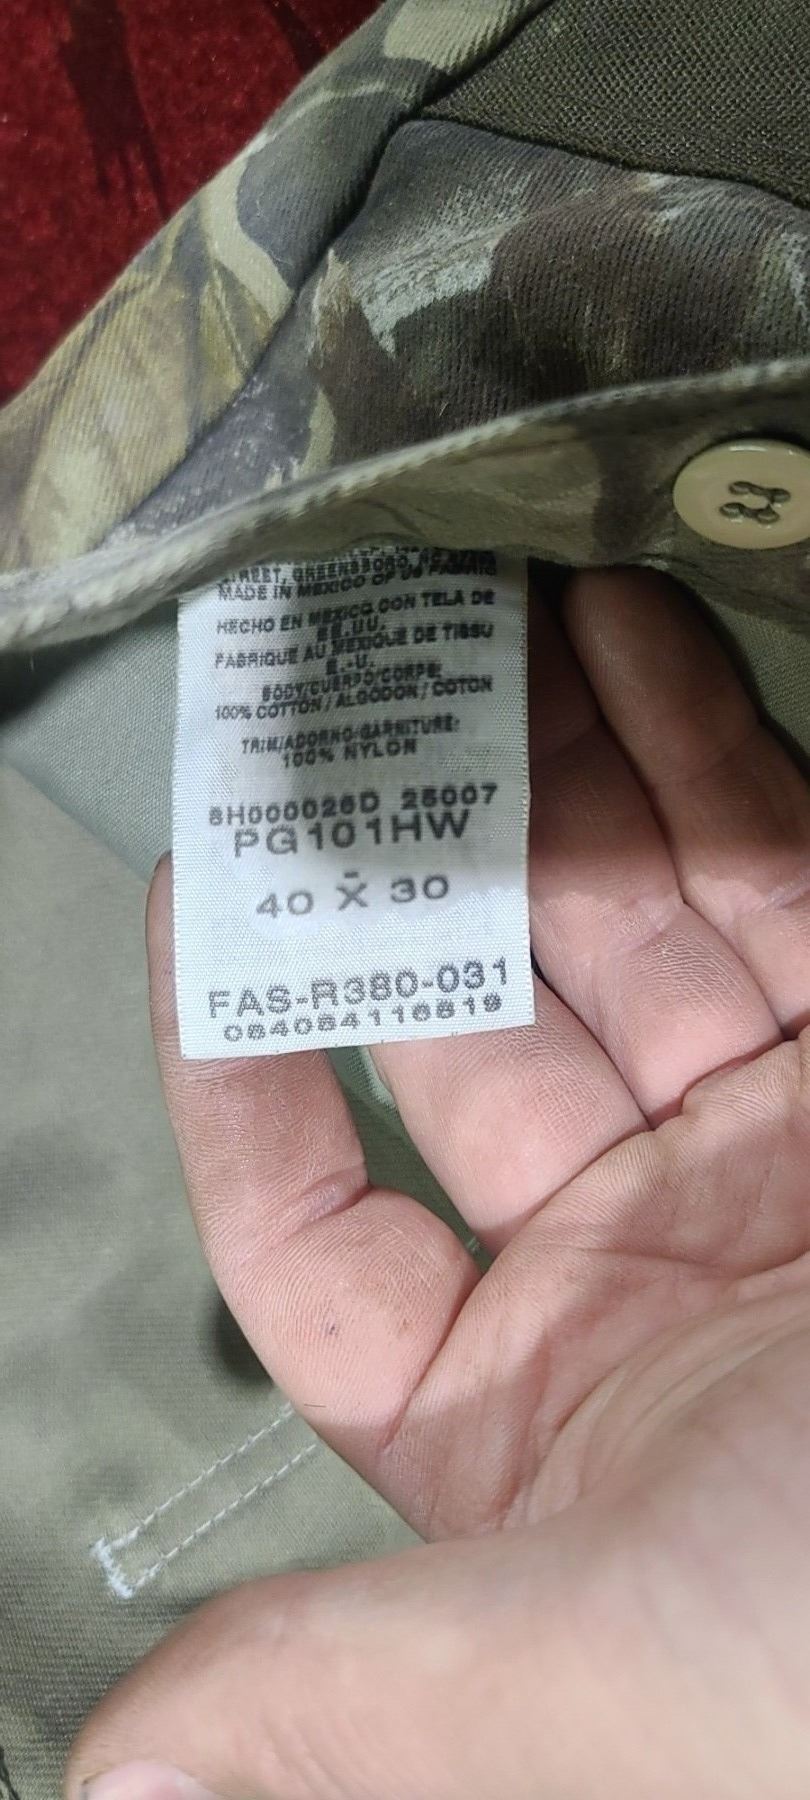 STREET, GREENSBORO,
MADE IN MEXICO OF US FABRIC
HECHO EN MEXICO CON TELA DE
EE.UU.
FABRIQUE AU MEXIQUE DE TISSU
E.-U.
BODY/CUERPO/CORPS:
100% COTTON / ALGODON / COTON
TRIM/ADORNO/GARNITURE:
100% NYLON
8H000026D 25007
PG101HW
40 X 30
FAS-R380-031
084084116819